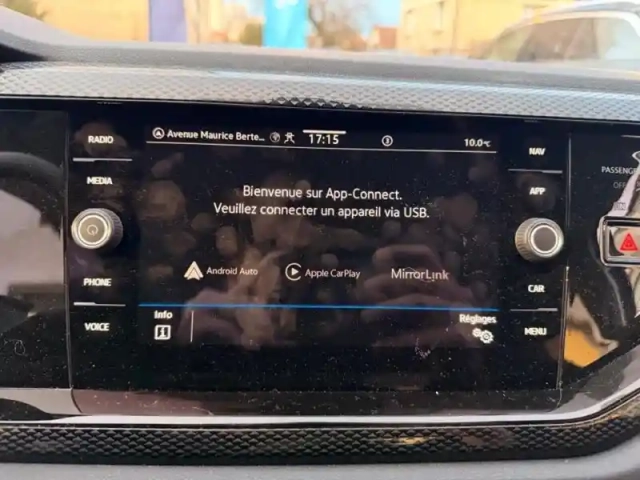 RADIO
MEDIA
PHONE
VOICE
Avenue Maurice Berte...
17:15
10.0°C
Bienvenue sur App-Connect.
Veuillez connecter un appareil via USB.
Android Auto
Apple CarPlay
MirrorLink
Info
Réglages
NAV
APP
CAR
MENU